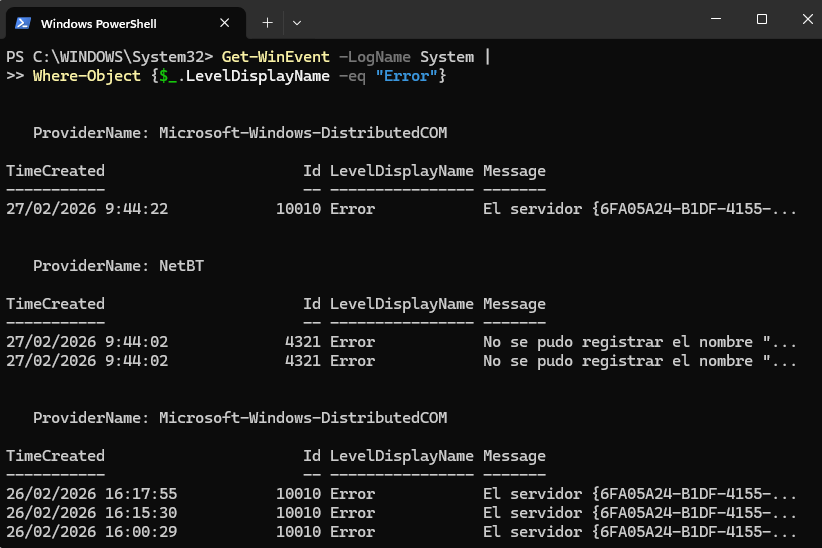 Windows PowerShell
PS C:\WINDOWS\System32> Get-WinEvent -LogName System |
>> Where-Object {$_.LevelDisplayName -eq "Error"}
ProviderName: Microsoft-Windows-DistributedCOM
TimeCreated Id LevelDisplayName Message
----------- -- ---------------- -------
27/02/2026 9:44:22 10010 Error El servidor {6FA05A24-B1DF-4155-...
ProviderName: NetBT
TimeCreated Id LevelDisplayName Message
----------- -- ---------------- -------
27/02/2026 9:44:02 4321 Error No se pudo registrar el nombre "...
27/02/2026 9:44:02 4321 Error No se pudo registrar el nombre "...
ProviderName: Microsoft-Windows-DistributedCOM
TimeCreated Id LevelDisplayName Message
----------- -- ---------------- -------
26/02/2026 16:17:55 10010 Error El servidor {6FA05A24-B1DF-4155-...
26/02/2026 16:15:30 10010 Error El servidor {6FA05A24-B1DF-4155-...
26/02/2026 16:00:29 10010 Error El servidor {6FA05A24-B1DF-4155-...